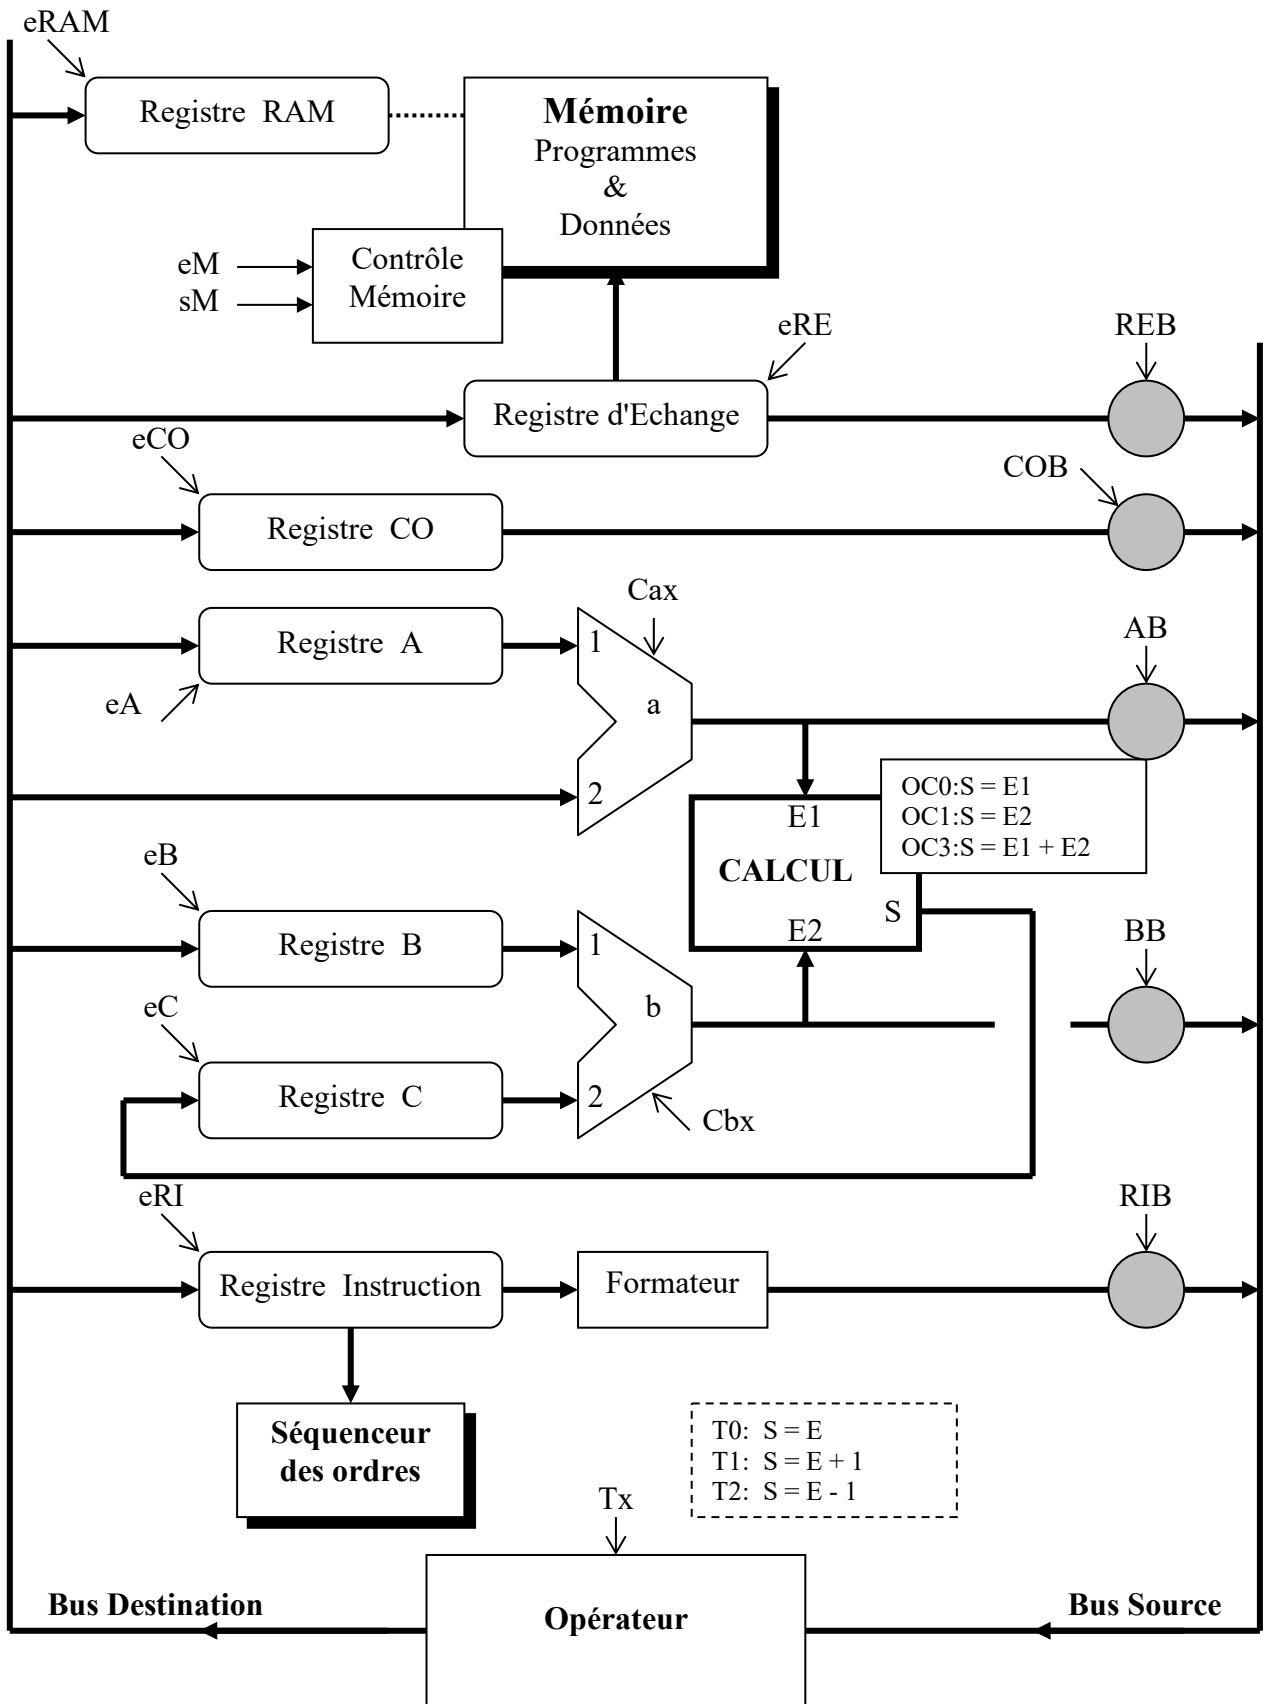 eRAM
Registre RAM
Mémoire
Programmes
&
Données
eM
sM
Contrôle
Mémoire
eRE
REB
Registre d'Echange
eCO
COB
Registre CO
Cax
AB
Registre A
1
eA
a
2
OC0:S = E1
OC1:S = E2
OC3:S = E1 + E2
E1
CALCUL
S
E2
eB
BB
Registre B
1
eC
b
Registre C
2
Cbx
eRI
RIB
Registre Instruction
Formateur
Séquenceur
des ordres
T0: S = E
T1: S = E + 1
T2: S = E - 1
Tx
Bus Destination
Opérateur
Bus Source